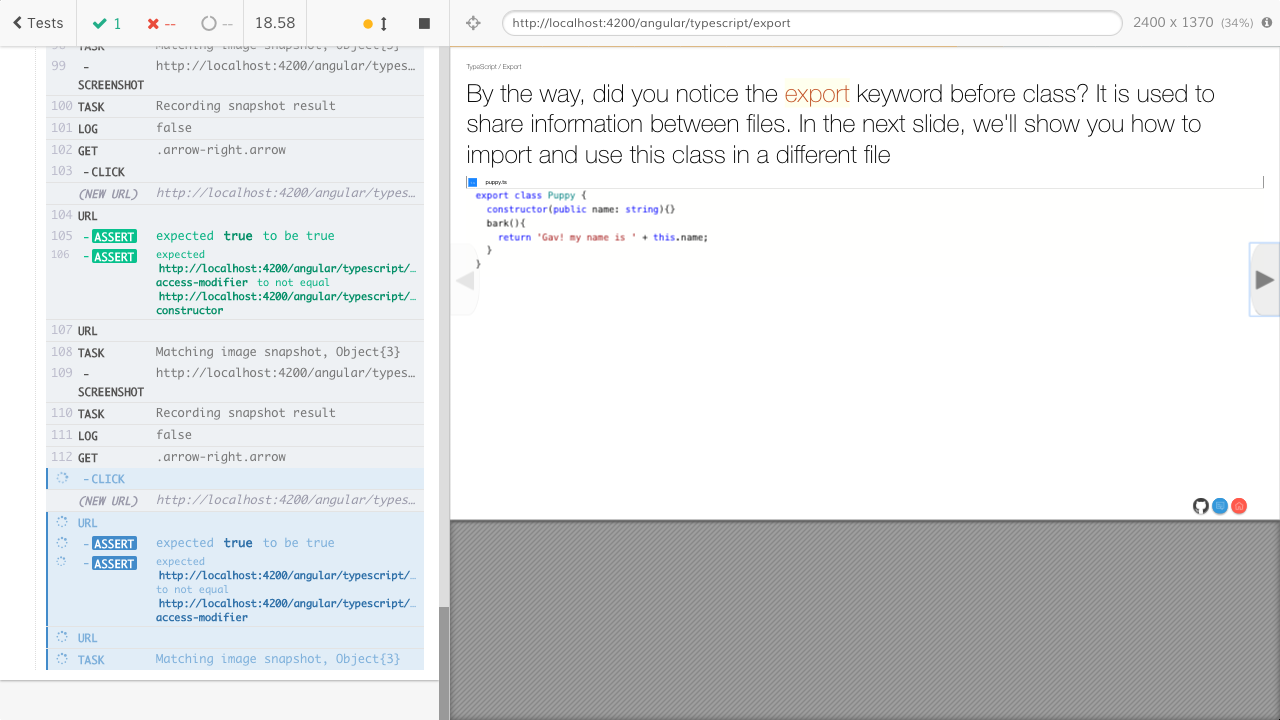 Tests
1
--
--
18.58
http://localhost:4200/angular/typescript/export
2400 x 1370 (34%)
98 TASK Matching image snapshot, Object{3}
99 - SCREENSHOT http://localhost:4200/angular/types…
100 TASK Recording snapshot result
101 LOG false
102 GET .arrow-right.arrow
103 - CLICK
(NEW URL) http://localhost:4200/angular/types…
104 URL
105 - ASSERT expected true to be true
106 - ASSERT expected
http://localhost:4200/angular/typescript/…
access-modifier to not equal
http://localhost:4200/angular/typescript/…
constructor
107 URL
108 TASK Matching image snapshot, Object{3}
109 - SCREENSHOT http://localhost:4200/angular/types…
110 TASK Recording snapshot result
111 LOG false
112 GET .arrow-right.arrow
- CLICK
(NEW URL) http://localhost:4200/angular/types…
URL
- ASSERT expected true to be true
- ASSERT expected
http://localhost:4200/angular/typescript/…
to not equal
http://localhost:4200/angular/typescript/…
access-modifier
URL
TASK Matching image snapshot, Object{3}
TypeScript / Export
By the way, did you notice the export keyword before class? It is used to
share information between files. In the next slide, we'll show you how to
import and use this class in a different file
puppy.ts
export class Puppy {
constructor(public name: string){}
bark(){
return 'Gav! my name is ' + this.name;
}
}